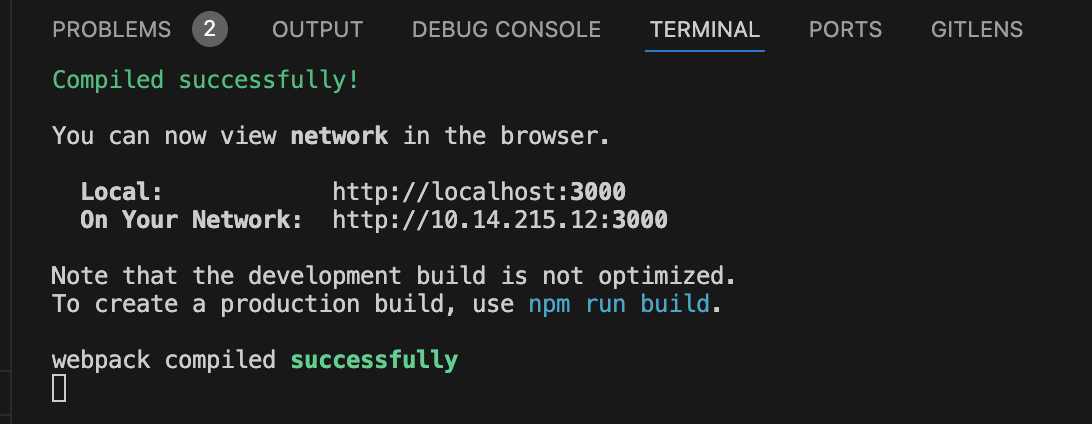 PROBLEMS 2 OUTPUT DEBUG CONSOLE TERMINAL PORTS GITLENS
Compiled successfully!
You can now view network in the browser.
Local: http://localhost:3000
On Your Network: http://10.14.215.12:3000
Note that the development build is not optimized.
To create a production build, use npm run build.
webpack compiled successfully